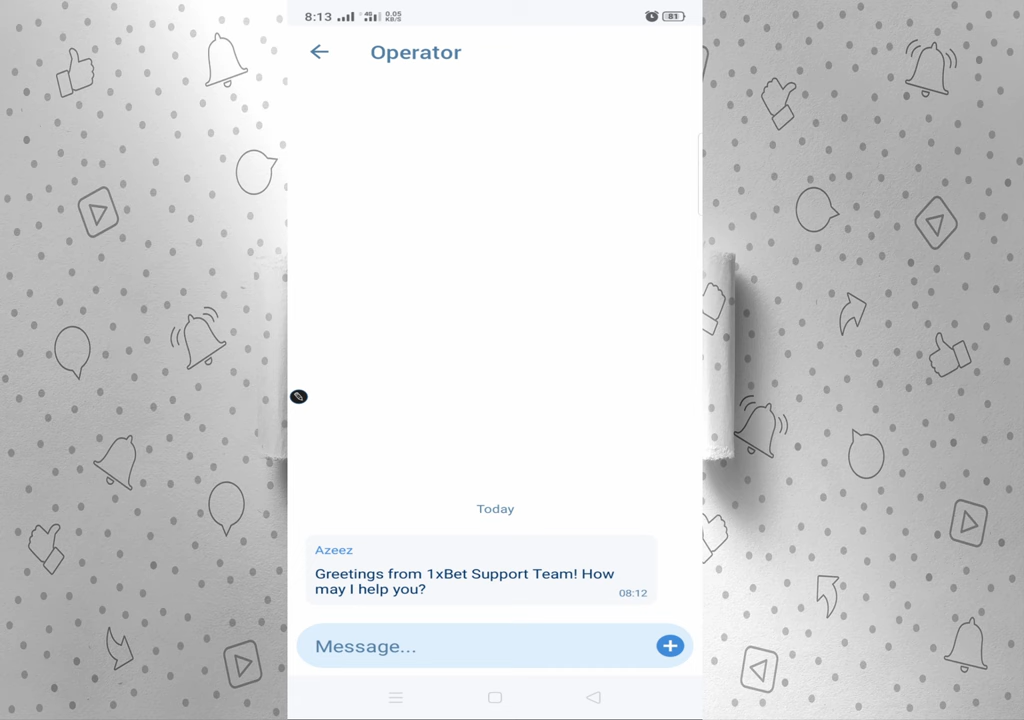 8:13 4G 0.05 KB/S 81
Operator
Today
Azeez
Greetings from 1xBet Support Team! How
may I help you?
08:12
Message...